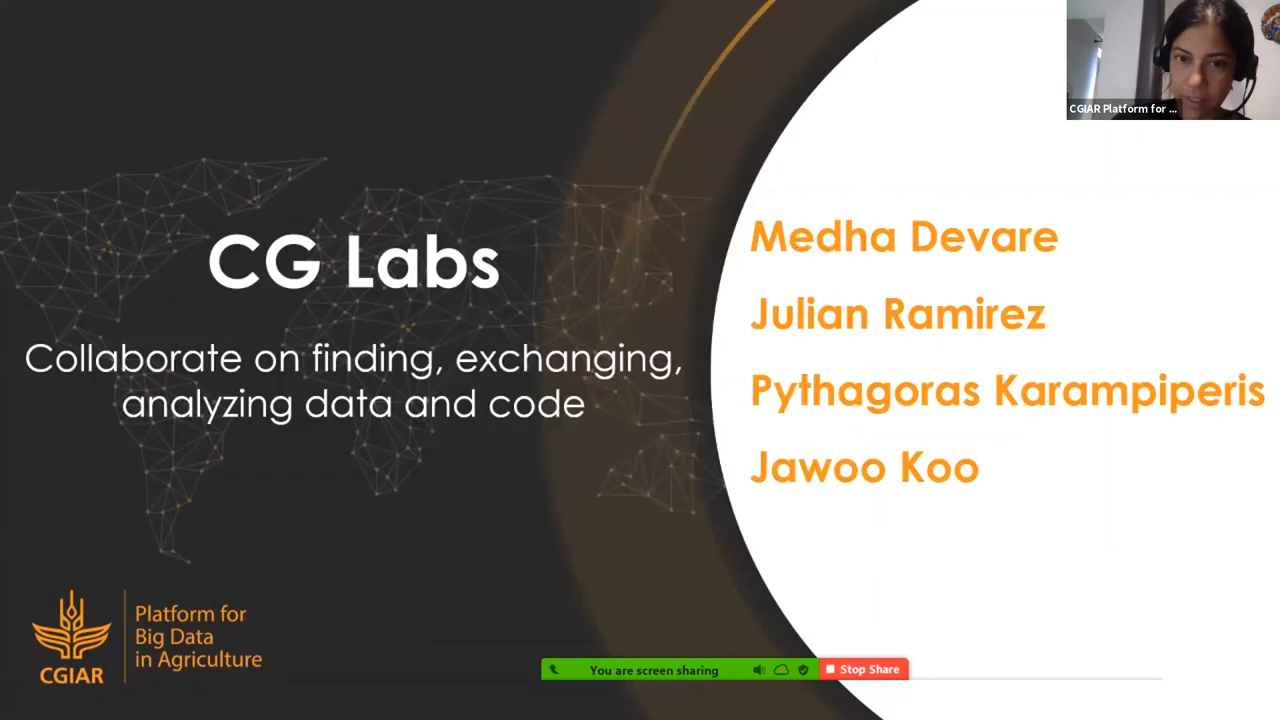 CGIAR Platform for ...
CG Labs
Collaborate on finding, exchanging,
analyzing data and code
Medha Devare
Julian Ramirez
Pythagoras Karampiperis
Jawoo Koo
CGIAR
Platform for
Big Data
in Agriculture
You are screen sharing
Stop Share